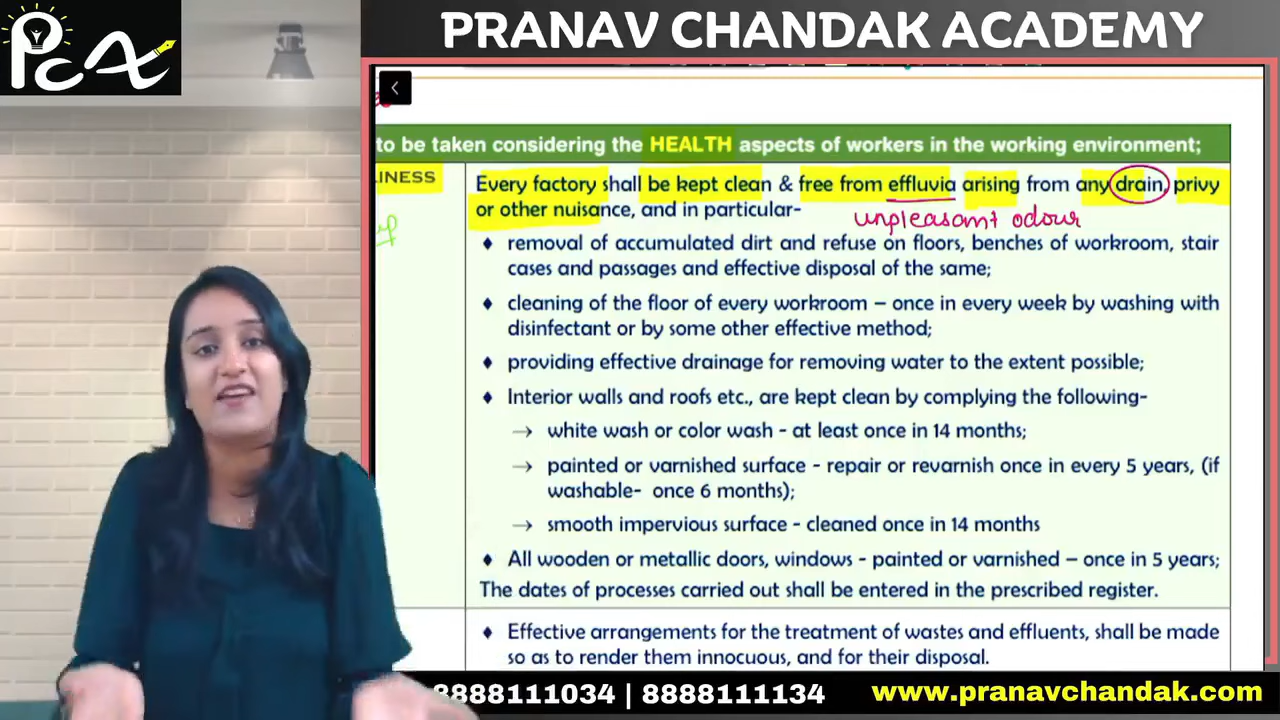 PCA
PRANAV CHANDAK ACADEMY
to be taken considering the HEALTH aspects of workers in the working environment;
LINESS
Every factory shall be kept clean & free from effluvia arising from any drain, privy
or other nuisance, and in particular-
unpleasant odour
♦ removal of accumulated dirt and refuse on floors, benches of workroom, stair
cases and passages and effective disposal of the same;
♦ cleaning of the floor of every workroom – once in every week by washing with
disinfectant or by some other effective method;
♦ providing effective drainage for removing water to the extent possible;
♦ Interior walls and roofs etc., are kept clean by complying the following-
→ white wash or color wash - at least once in 14 months;
→ painted or varnished surface - repair or revarnish once in every 5 years, (if
washable- once 6 months);
→ smooth impervious surface - cleaned once in 14 months
♦ All wooden or metallic doors, windows - painted or varnished – once in 5 years;
The dates of processes carried out shall be entered in the prescribed register.
♦ Effective arrangements for the treatment of wastes and effluents, shall be made
so as to render them innocuous, and for their disposal.
8888111034 | 8888111134
www.pranavchandak.com